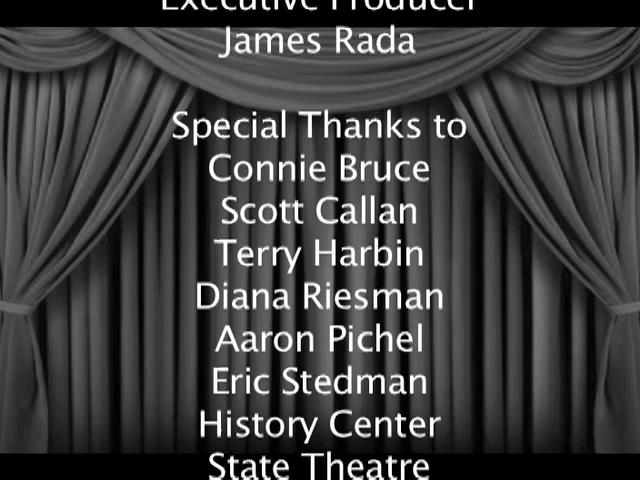 Executive Producer
James Rada
Special Thanks to
Connie Bruce
Scott Callan
Terry Harbin
Diana Riesman
Aaron Pichel
Eric Stedman
History Center
State Theatre